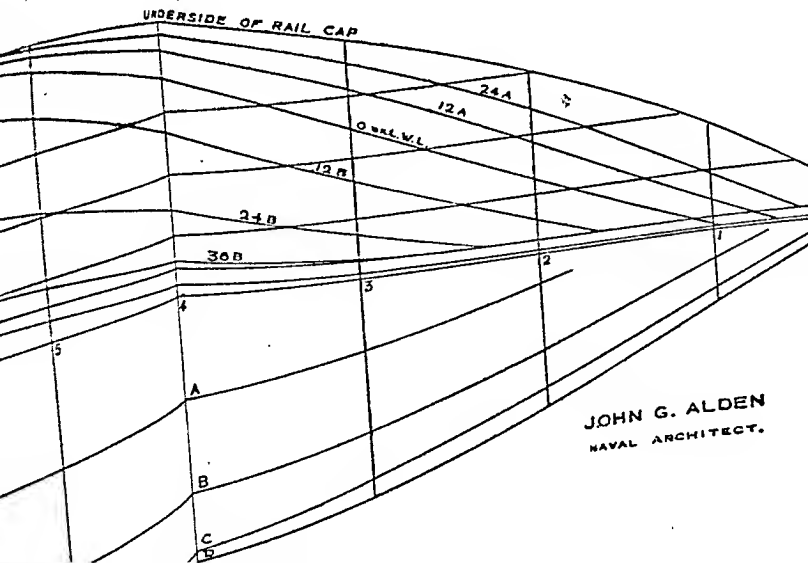 UNDERSIDE OF RAIL CAP
24A
12A
0 or L.W.L.
12B
24B
36B
1
2
3
4
5
A
B
C
D
JOHN G. ALDEN
NAVAL ARCHITECT.